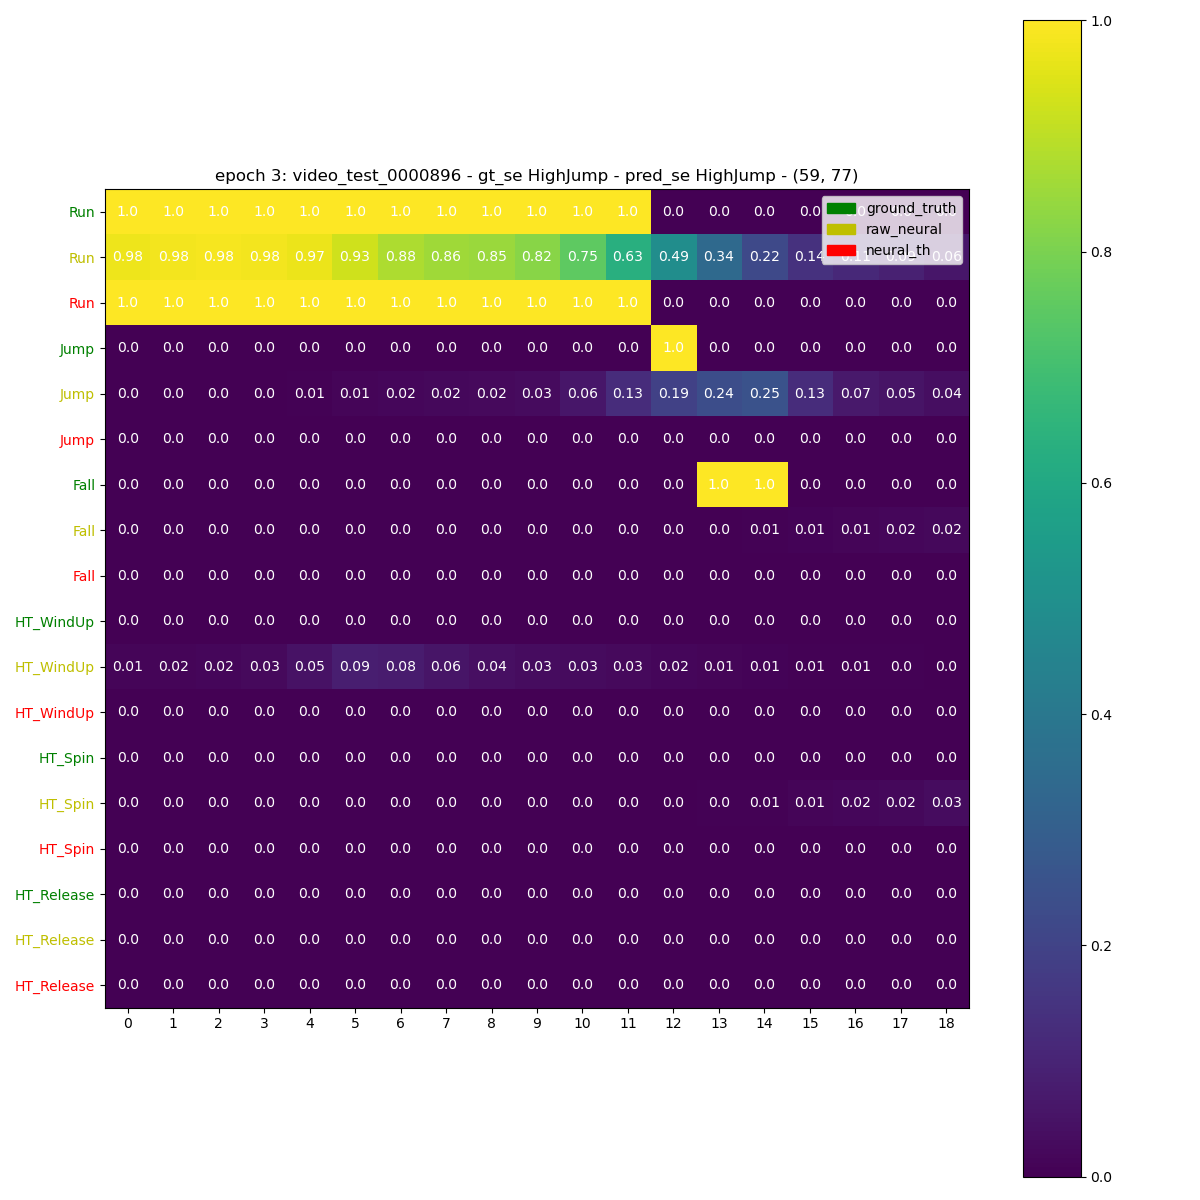 epoch 3: video_test_0000896 - gt_se HighJump - pred_se HighJump - (59, 77)
ground_truth
raw_neural
neural_th
Run 1.0 1.0 1.0 1.0 1.0 1.0 1.0 1.0 1.0 1.0 1.0 1.0 0.0 0.0 0.0 0.0
Run 0.98 0.98 0.98 0.98 0.97 0.93 0.88 0.86 0.85 0.82 0.75 0.63 0.49 0.34 0.22 0.14 0.11 0.06
Run 1.0 1.0 1.0 1.0 1.0 1.0 1.0 1.0 1.0 1.0 1.0 1.0 0.0 0.0 0.0 0.0 0.0 0.0 0.0
Jump 0.0 0.0 0.0 0.0 0.0 0.0 0.0 0.0 0.0 0.0 0.0 0.0 1.0 0.0 0.0 0.0 0.0 0.0 0.0
Jump 0.0 0.0 0.0 0.0 0.01 0.01 0.02 0.02 0.02 0.03 0.06 0.13 0.19 0.24 0.25 0.13 0.07 0.05 0.04
Jump 0.0 0.0 0.0 0.0 0.0 0.0 0.0 0.0 0.0 0.0 0.0 0.0 0.0 0.0 0.0 0.0 0.0 0.0 0.0
Fall 0.0 0.0 0.0 0.0 0.0 0.0 0.0 0.0 0.0 0.0 0.0 0.0 0.0 1.0 1.0 0.0 0.0 0.0 0.0
Fall 0.0 0.0 0.0 0.0 0.0 0.0 0.0 0.0 0.0 0.0 0.0 0.0 0.0 0.0 0.01 0.01 0.01 0.02 0.02
Fall 0.0 0.0 0.0 0.0 0.0 0.0 0.0 0.0 0.0 0.0 0.0 0.0 0.0 0.0 0.0 0.0 0.0 0.0 0.0
HT_WindUp 0.0 0.0 0.0 0.0 0.0 0.0 0.0 0.0 0.0 0.0 0.0 0.0 0.0 0.0 0.0 0.0 0.0 0.0 0.0
HT_WindUp 0.01 0.02 0.02 0.03 0.05 0.09 0.08 0.06 0.04 0.03 0.03 0.03 0.02 0.01 0.01 0.01 0.01 0.0 0.0
HT_WindUp 0.0 0.0 0.0 0.0 0.0 0.0 0.0 0.0 0.0 0.0 0.0 0.0 0.0 0.0 0.0 0.0 0.0 0.0 0.0
HT_Spin 0.0 0.0 0.0 0.0 0.0 0.0 0.0 0.0 0.0 0.0 0.0 0.0 0.0 0.0 0.0 0.0 0.0 0.0 0.0
HT_Spin 0.0 0.0 0.0 0.0 0.0 0.0 0.0 0.0 0.0 0.0 0.0 0.0 0.0 0.0 0.01 0.01 0.02 0.02 0.03
HT_Spin 0.0 0.0 0.0 0.0 0.0 0.0 0.0 0.0 0.0 0.0 0.0 0.0 0.0 0.0 0.0 0.0 0.0 0.0 0.0
HT_Release 0.0 0.0 0.0 0.0 0.0 0.0 0.0 0.0 0.0 0.0 0.0 0.0 0.0 0.0 0.0 0.0 0.0 0.0 0.0
HT_Release 0.0 0.0 0.0 0.0 0.0 0.0 0.0 0.0 0.0 0.0 0.0 0.0 0.0 0.0 0.0 0.0 0.0 0.0 0.0
HT_Release 0.0 0.0 0.0 0.0 0.0 0.0 0.0 0.0 0.0 0.0 0.0 0.0 0.0 0.0 0.0 0.0 0.0 0.0 0.0
0 1 2 3 4 5 6 7 8 9 10 11 12 13 14 15 16 17 18
1.0
0.8
0.6
0.4
0.2
0.0